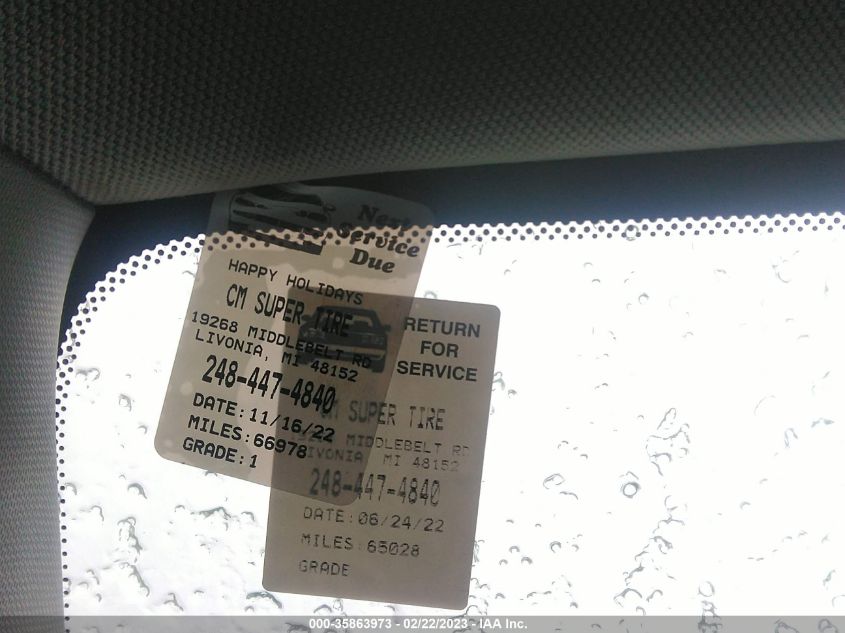 Next
Service
Due
HAPPY HOLIDAYS
CM SUPER TIRE
19268 MIDDLEBELT RD
LIVONIA, MI 48152
248-447-4840
DATE:11/16/22
MILES:66978
GRADE:1
RETURN
FOR
SERVICE
CM SUPER TIRE
MIDDLEBELT RD
LIVONIA MI 48152
248-447-4840
DATE:06/24/22
MILES:65028
GRADE
000-35863973 - 02/22/2023 - IAA Inc.